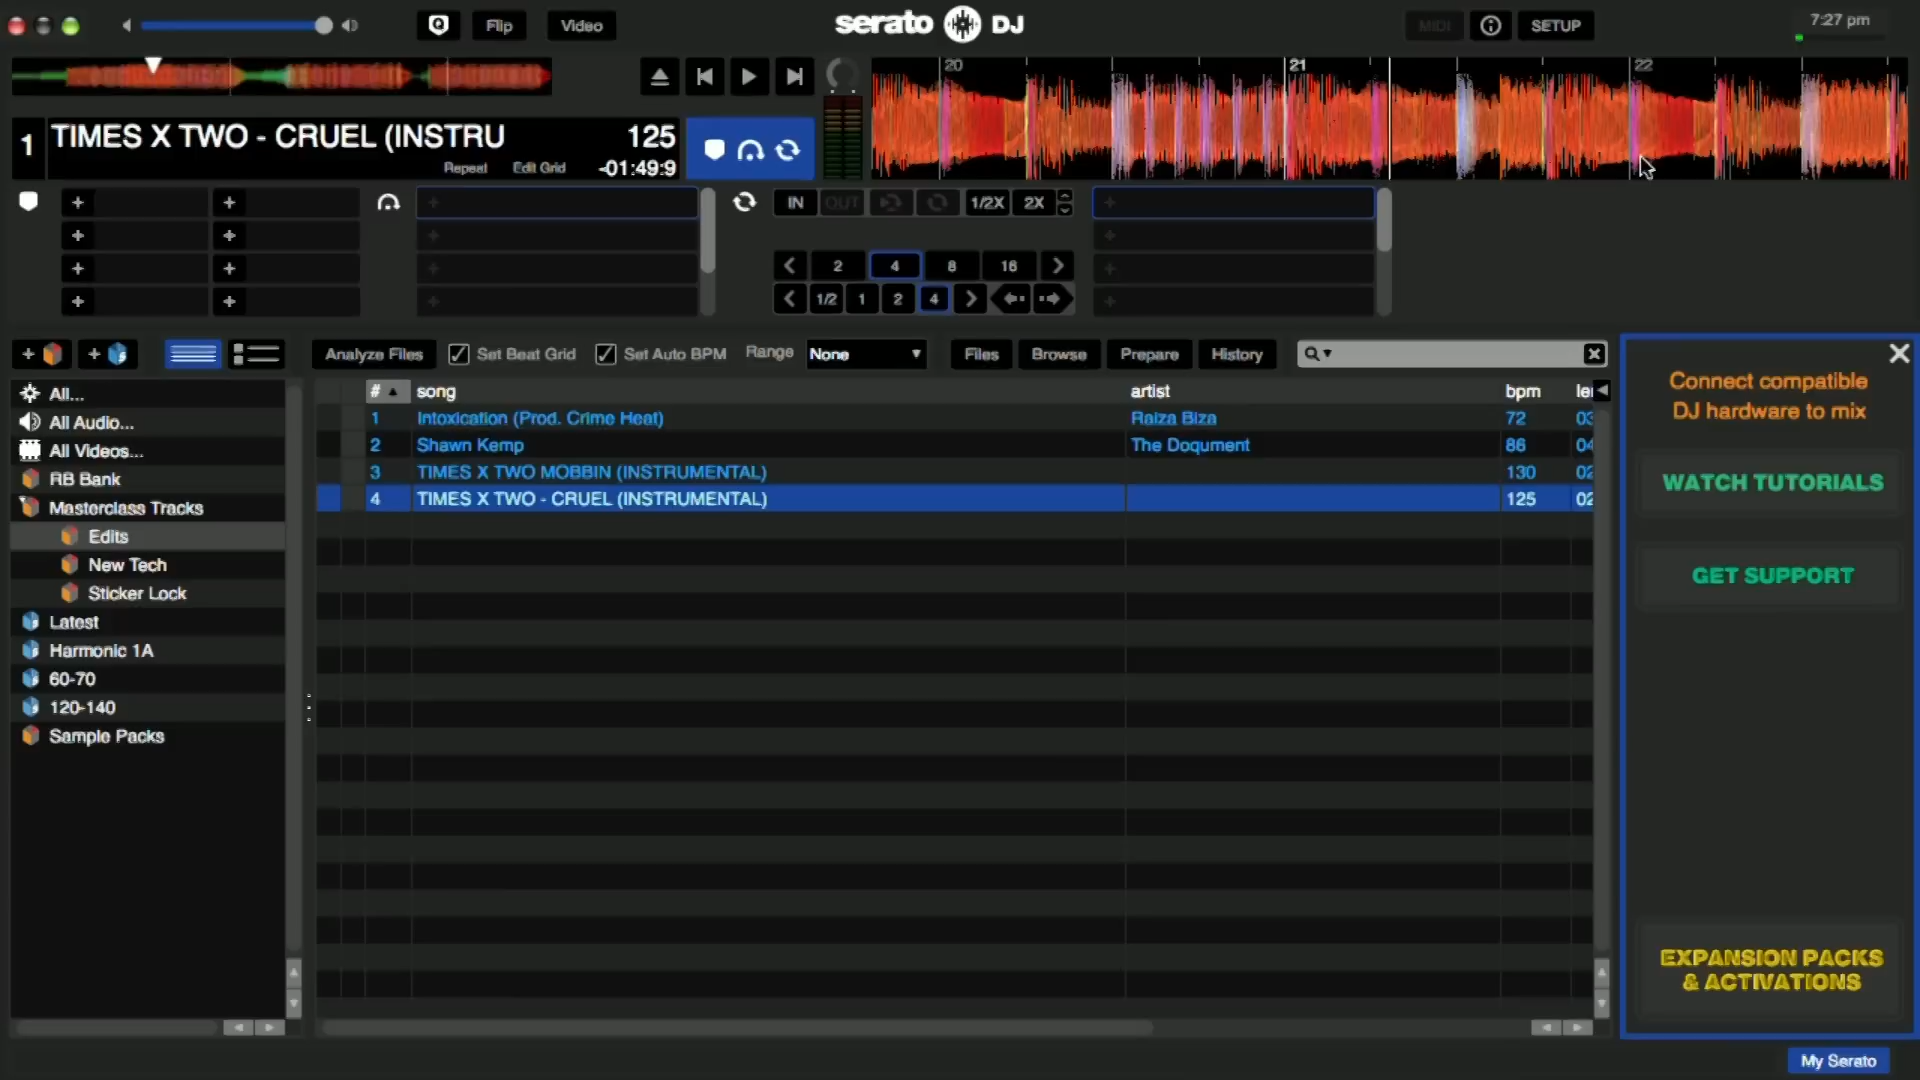 Flip
Video
serato DJ
MIDI
SETUP
7:27 pm
20
21
22
1
TIMES X TWO - CRUEL (INSTRU
125
Repeat
Edit Grid
-01:49:9
IN
OUT
1/2X
2X
2
4
8
16
1/2
1
2
4
Analyze Files
Set Beat Grid
Set Auto BPM
Range
None
Files
Browse
Prepare
History
All...
All Audio...
All Videos...
RB Bank
Masterclass Tracks
Edits
New Tech
Sticker Lock
Latest
Harmonic 1A
60-70
120-140
Sample Packs
# song artist bpm le
1 Intoxication (Prod. Crime Heat) Raiza Biza 72 03
2 Shawn Kemp The Doqument 86 04
3 TIMES X TWO MOBBIN (INSTRUMENTAL) 130 02
4 TIMES X TWO - CRUEL (INSTRUMENTAL) 125 02
Connect compatible
DJ hardware to mix
WATCH TUTORIALS
GET SUPPORT
EXPANSION PACKS
& ACTIVATIONS
My Serato